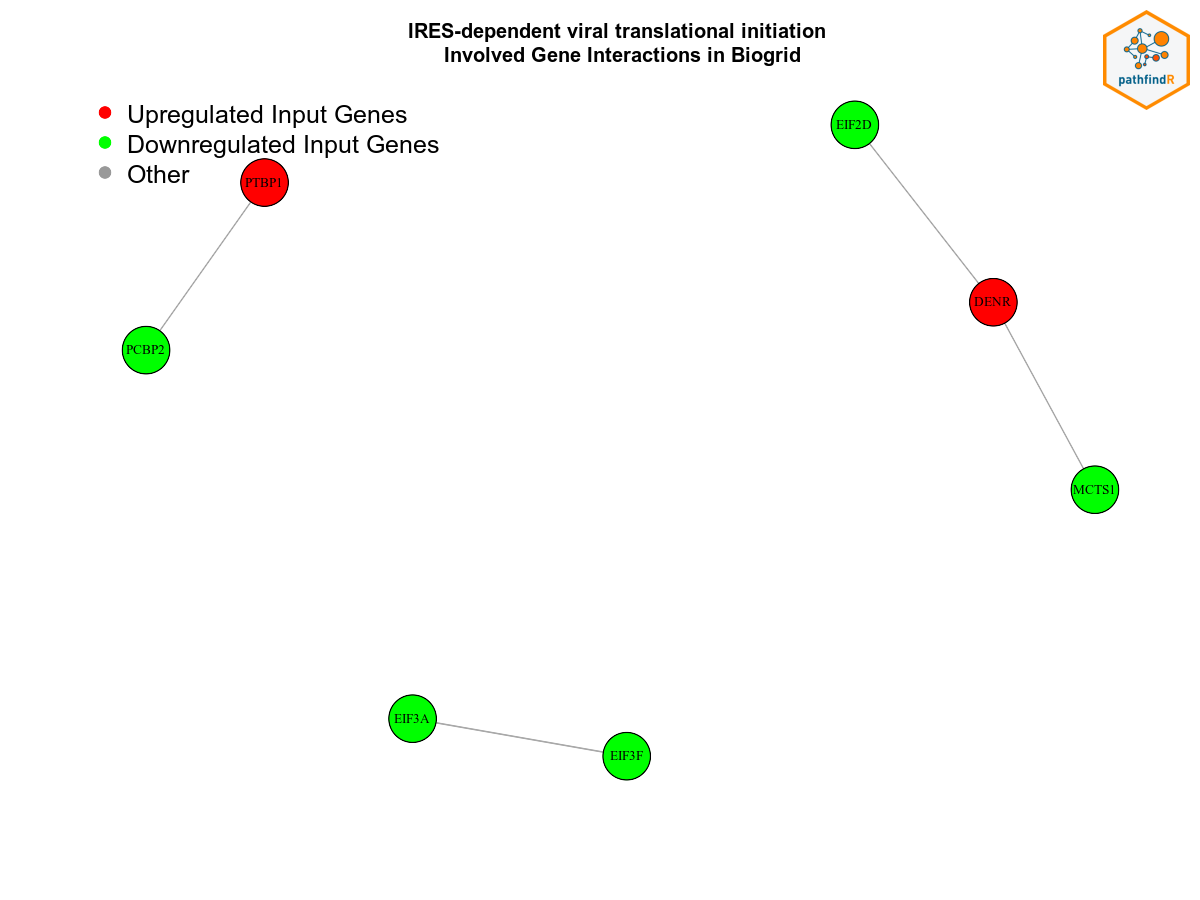 IRES-dependent viral translational initiation
Involved Gene Interactions in Biogrid
pathfindR
Upregulated Input Genes
Downregulated Input Genes
Other
PTBP1
EIF2D
DENR
PCBP2
MCTS1
EIF3A
EIF3F